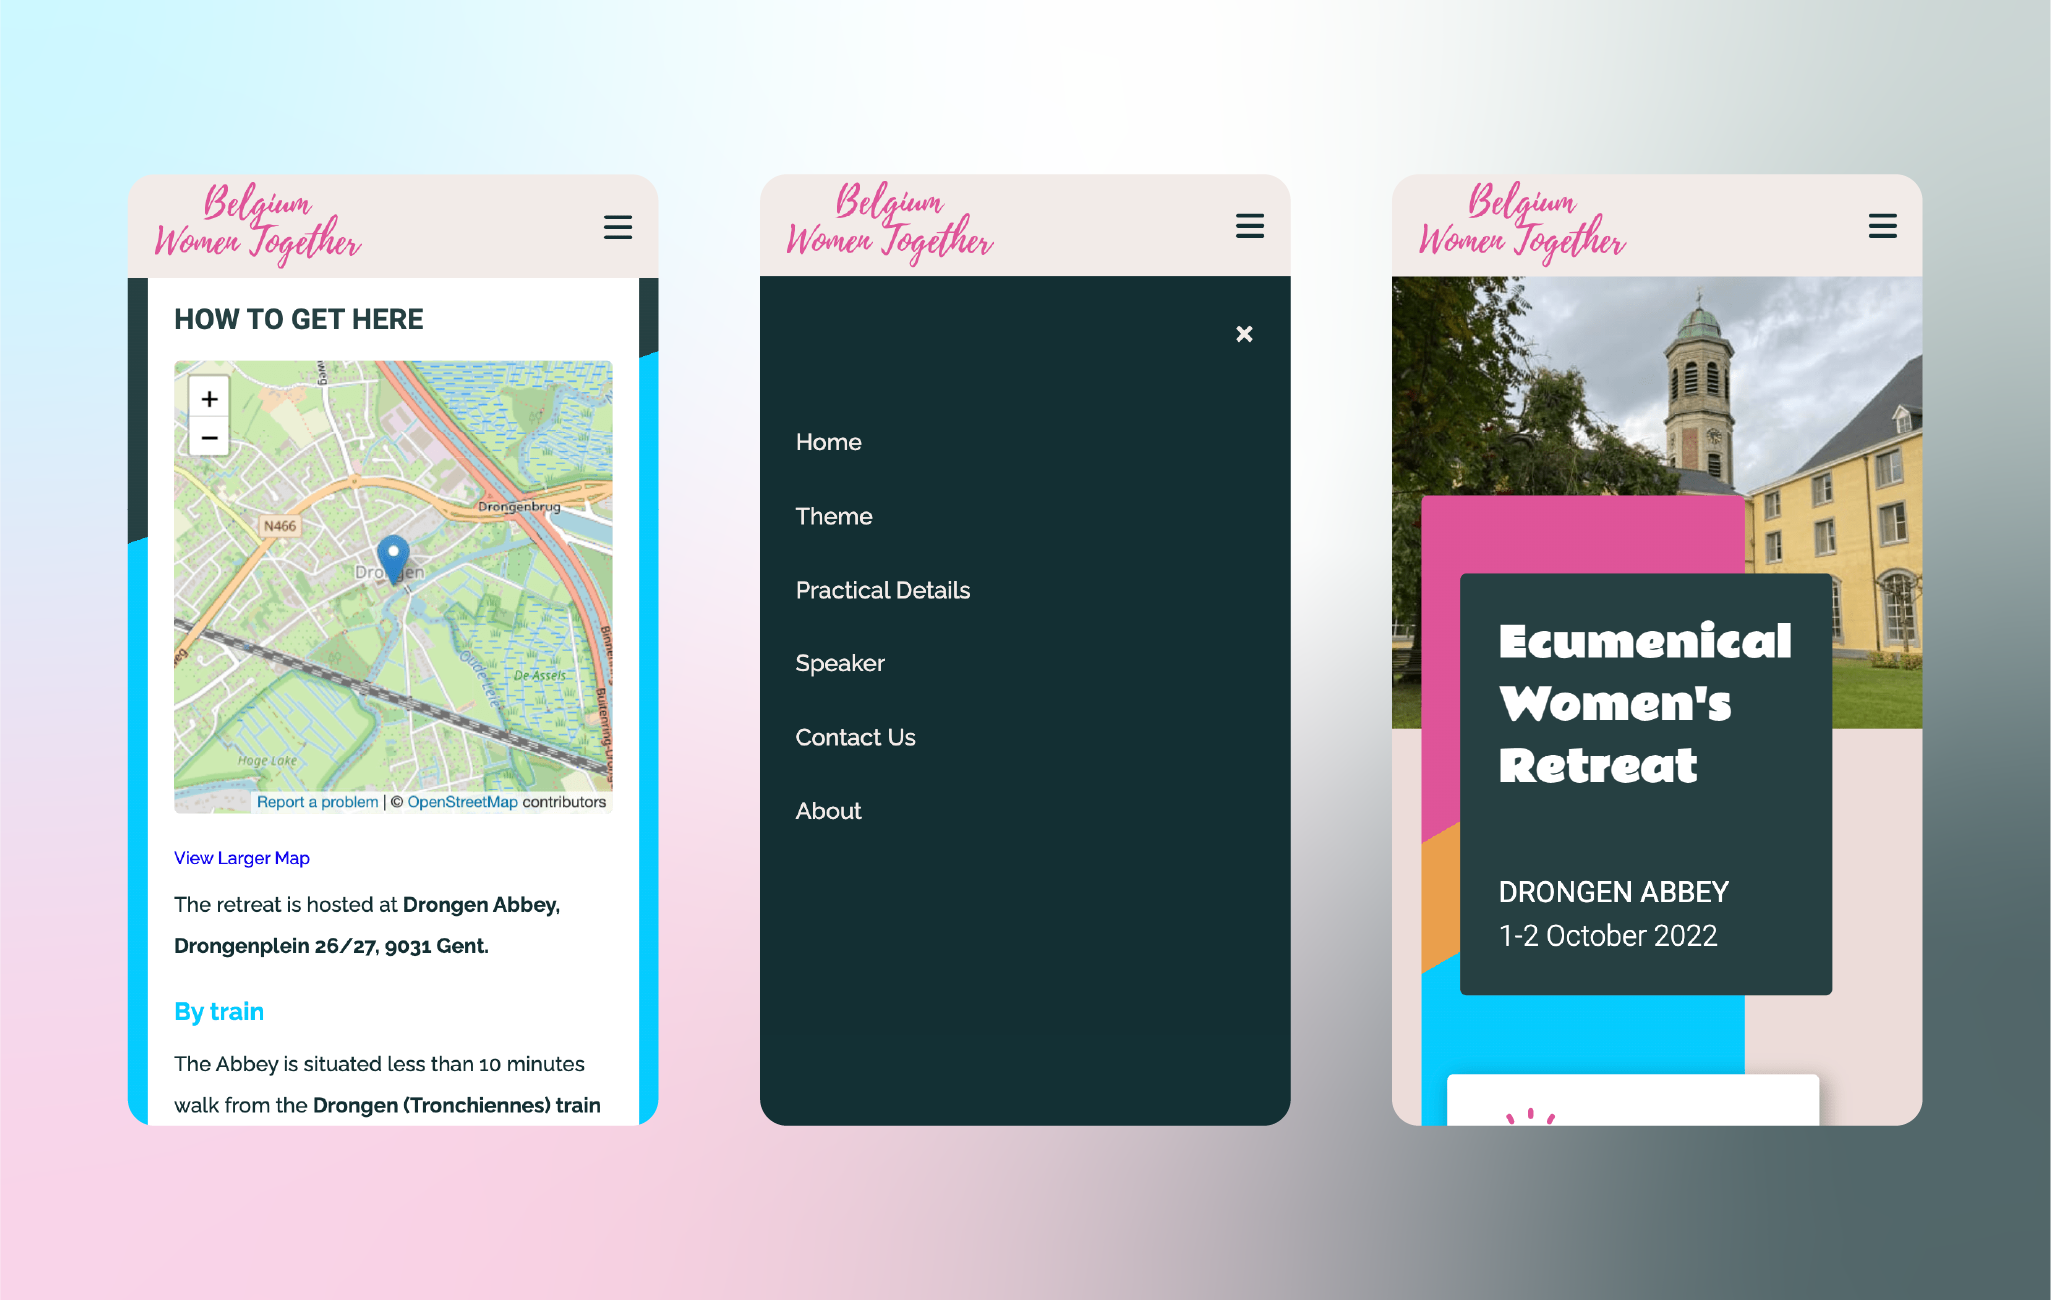 Belgium
Women Together
HOW TO GET HERE
weg
+
−
Drongenbrug
N466
Drongen
De Assels
Oude Leie
Hoge Lake
Report a problem | © OpenStreetMap contributors
View Larger Map
The retreat is hosted at Drongen Abbey,
Drongenplein 26/27, 9031 Gent.
By train
The Abbey is situated less than 10 minutes
walk from the Drongen (Tronchiennes) train
Belgium
Women Together
×
Home
Theme
Practical Details
Speaker
Contact Us
About
Belgium
Women Together
Ecumenical
Women's
Retreat
DRONGEN ABBEY
1-2 October 2022